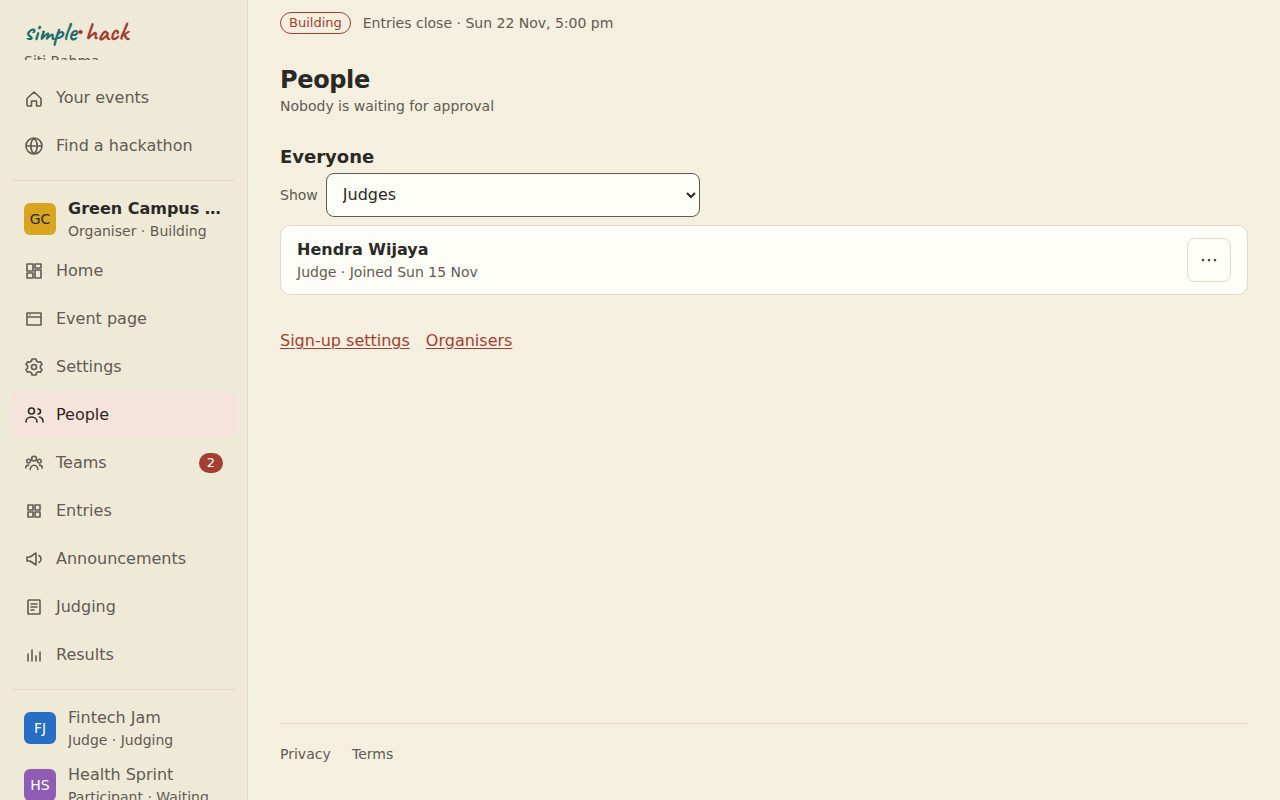 simple·hack
Siti Rahma
Your events
Find a hackathon
GC
Green Campus ...
Organiser · Building
Home
Event page
Settings
People
Teams
2
Entries
Announcements
Judging
Results
FJ
Fintech Jam
Judge · Judging
HS
Health Sprint
Participant · Waiting
Building
Entries close · Sun 22 Nov, 5:00 pm
People
Nobody is waiting for approval
Everyone
Show
Judges
Hendra Wijaya
Judge · Joined Sun 15 Nov
Sign-up settings
Organisers
Privacy
Terms